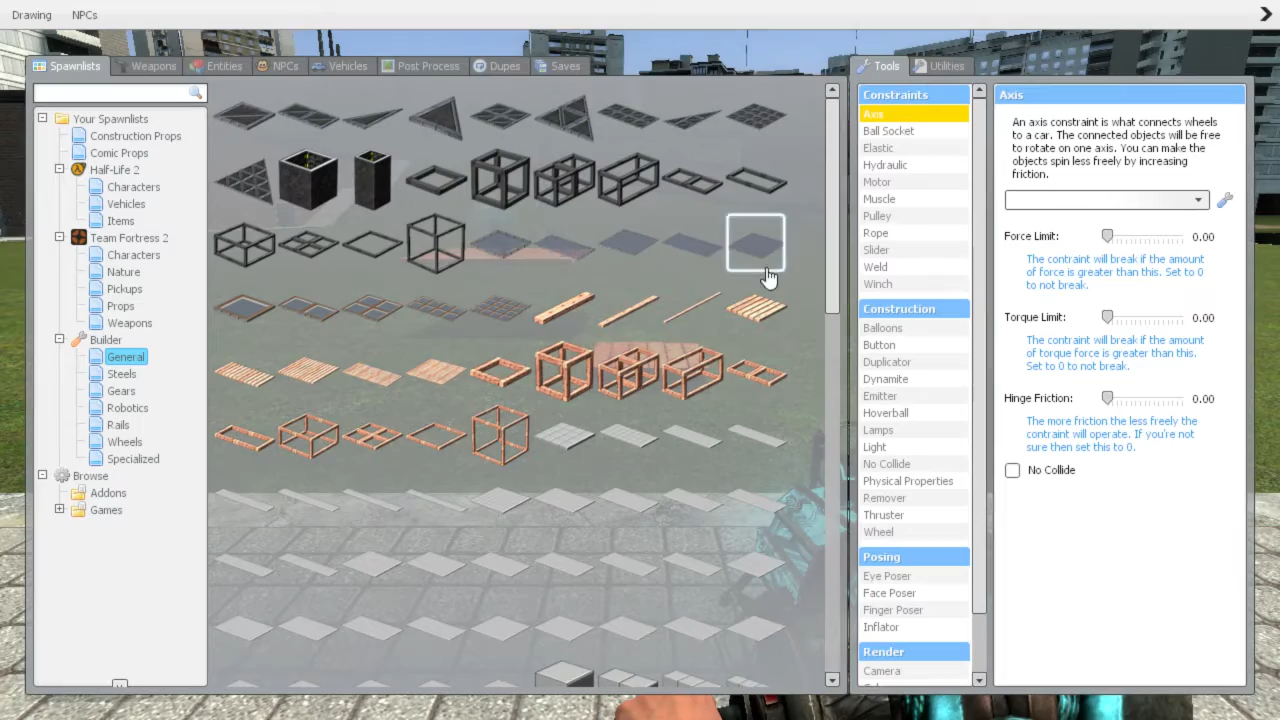 Drawing NPCs
Spawnlists Weapons Entities NPCs Vehicles Post Process Dupes Saves
Your Spawnlists
Construction Props
Comic Props
Half-Life 2
Characters
Vehicles
Items
Team Fortress 2
Characters
Nature
Pickups
Props
Weapons
Builder
General
Steels
Gears
Robotics
Rails
Wheels
Specialized
Browse
Addons
Games
Tools Utilities
Constraints
Axis
Ball Socket
Elastic
Hydraulic
Motor
Muscle
Pulley
Rope
Slider
Weld
Winch
Construction
Balloons
Button
Duplicator
Dynamite
Emitter
Hoverball
Lamps
Light
No Collide
Physical Properties
Remover
Thruster
Wheel
Posing
Eye Poser
Face Poser
Finger Poser
Inflator
Render
Camera
Axis
An axis constraint is what connects wheels
to a car. The connected objects will be free
to rotate on one axis. You can make the
objects spin less freely by increasing
friction.
Force Limit: 0.00
The contraint will break if the amount
of force is greater than this. Set to 0
to not break.
Torque Limit: 0.00
The contraint will break if the amount
of torque force is greater than this.
Set to 0 to not break.
Hinge Friction: 0.00
The more friction the less freely the
contraint will operate. If you're not
sure then set this to 0.
No Collide